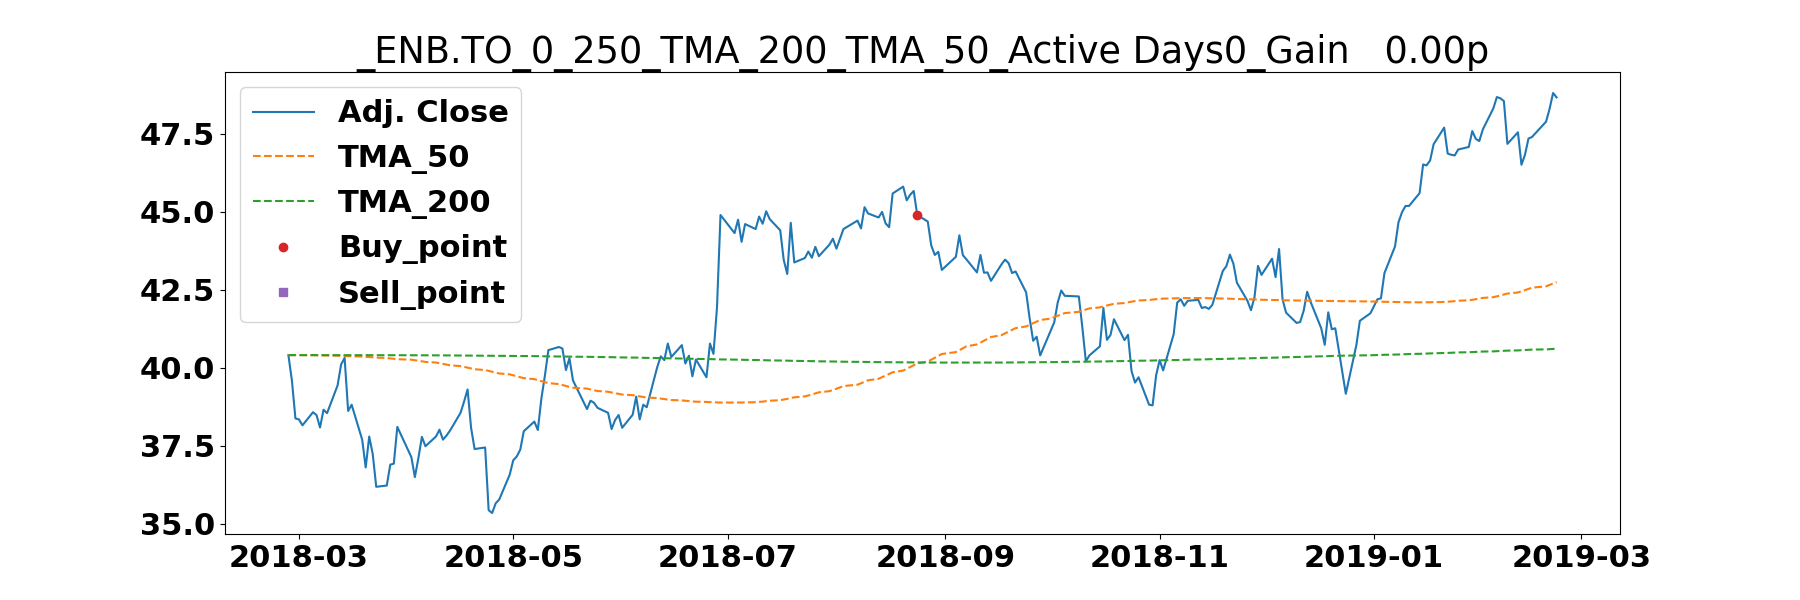 _ENB.TO_0_250_TMA_200_TMA_50_Active Days0_Gain   0.00p
Adj. Close
TMA_50
TMA_200
Buy_point
Sell_point
47.5
45.0
42.5
40.0
37.5
35.0
2018-03 2018-05 2018-07 2018-09 2018-11 2019-01 2019-03